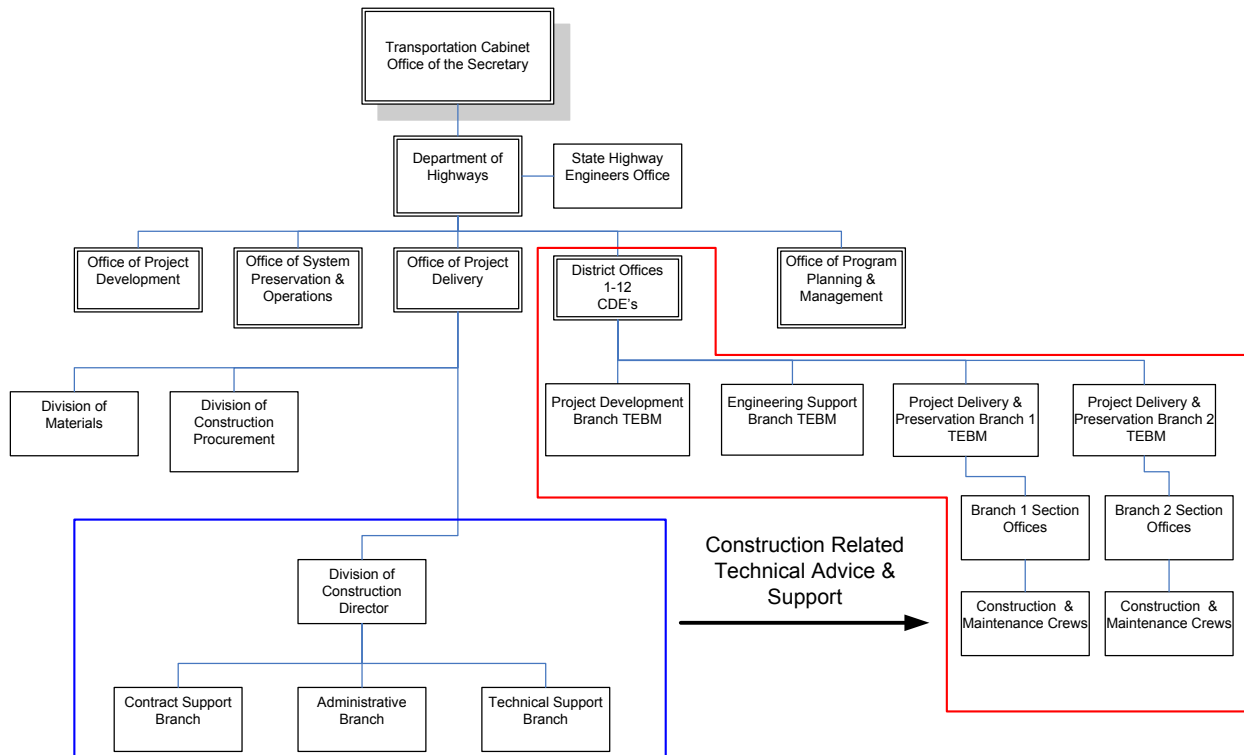 Transportation Cabinet
Office of the Secretary
Department of
Highways
State Highway
Engineers Office
Office of Project
Development
Office of System
Preservation &
Operations
Office of Project
Delivery
District Offices
1-12
CDE's
Office of Program
Planning &
Management
Division of
Materials
Division of
Construction
Procurement
Project Development
Branch TEBM
Engineering Support
Branch TEBM
Project Delivery &
Preservation Branch 1
TEBM
Project Delivery &
Preservation Branch 2
TEBM
Branch 1 Section
Offices
Branch 2 Section
Offices
Construction Related
Technical Advice &
Support
Division of
Construction
Director
Construction &
Maintenance Crews
Construction &
Maintenance Crews
Contract Support
Branch
Administrative
Branch
Technical Support
Branch